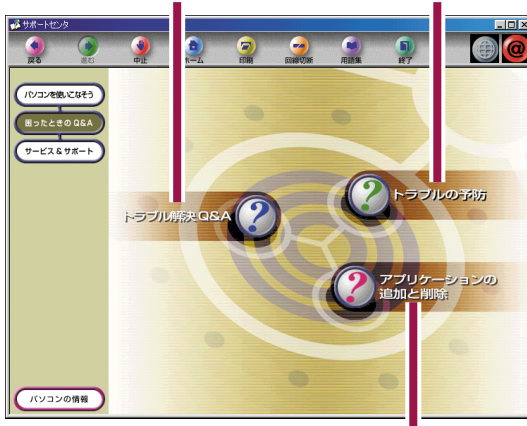 サポートセンタ
戻る 進む 中止 ホーム 印刷 回線切断 用語集 終了
@
パソコンを使いこなそう
困ったときのQ&A
サービス&サポート
トラブルの予防
トラブル解決Q&A
アプリケーションの
追加と削除
パソコンの情報